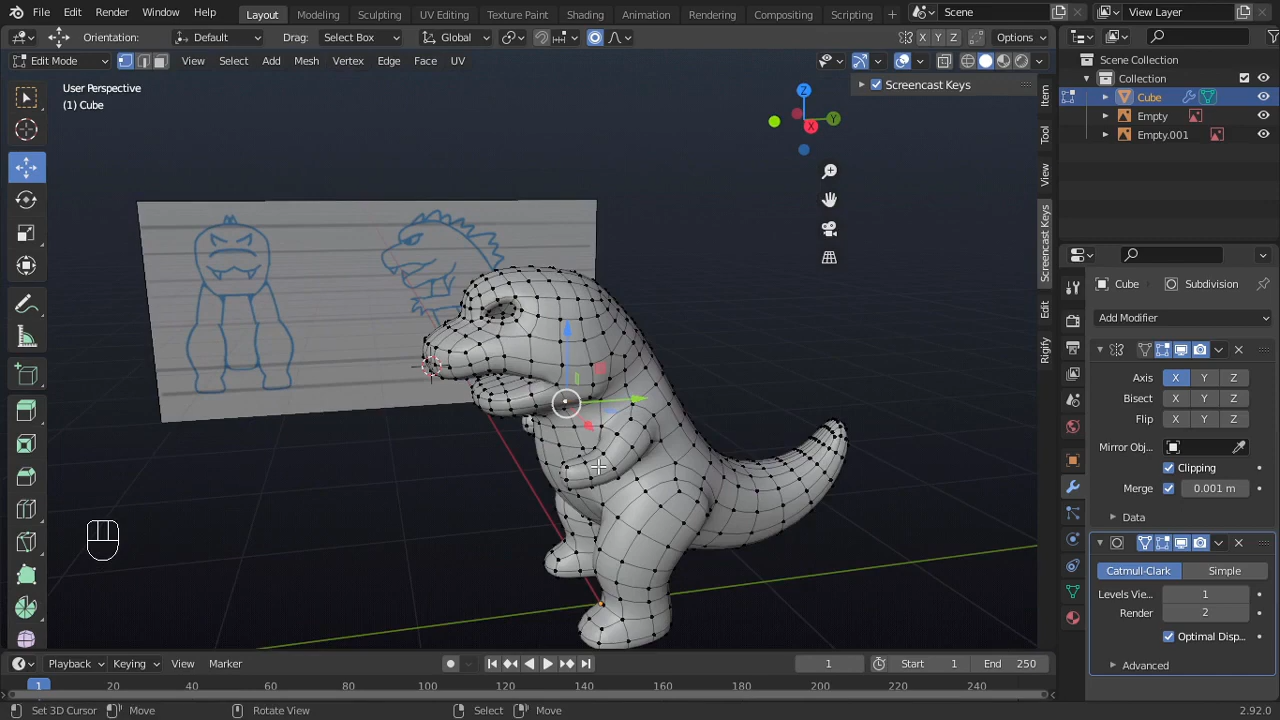 File Edit Render Window Help Layout Modeling Sculpting UV Editing Texture Paint Shading Animation Rendering Compositing Scripting Scene View Layer
Orientation: Default Drag: Select Box Global X Y Z Options
Edit Mode View Select Add Mesh Vertex Edge Face UV
User Perspective
(1) Cube
Screencast Keys
Z
Y
X
Item
Tool
View
Screencast Keys
Edit
Rigify
Scene Collection
Collection
Cube
Empty
Empty.001
Cube Subdivision
Add Modifier
Axis X Y Z
Bisect X Y Z
Flip X Y Z
Mirror Obj...
Clipping
Merge 0.001 m
Data
Catmull-Clark Simple
Levels Vie... 1
Render 2
Optimal Disp...
Advanced
Playback Keying View Marker 1 Start 1 End 250
1 20 40 60 80 100 120 140 160 180 200 220 240
Set 3D Cursor Move Rotate View Select Move 2.92.0